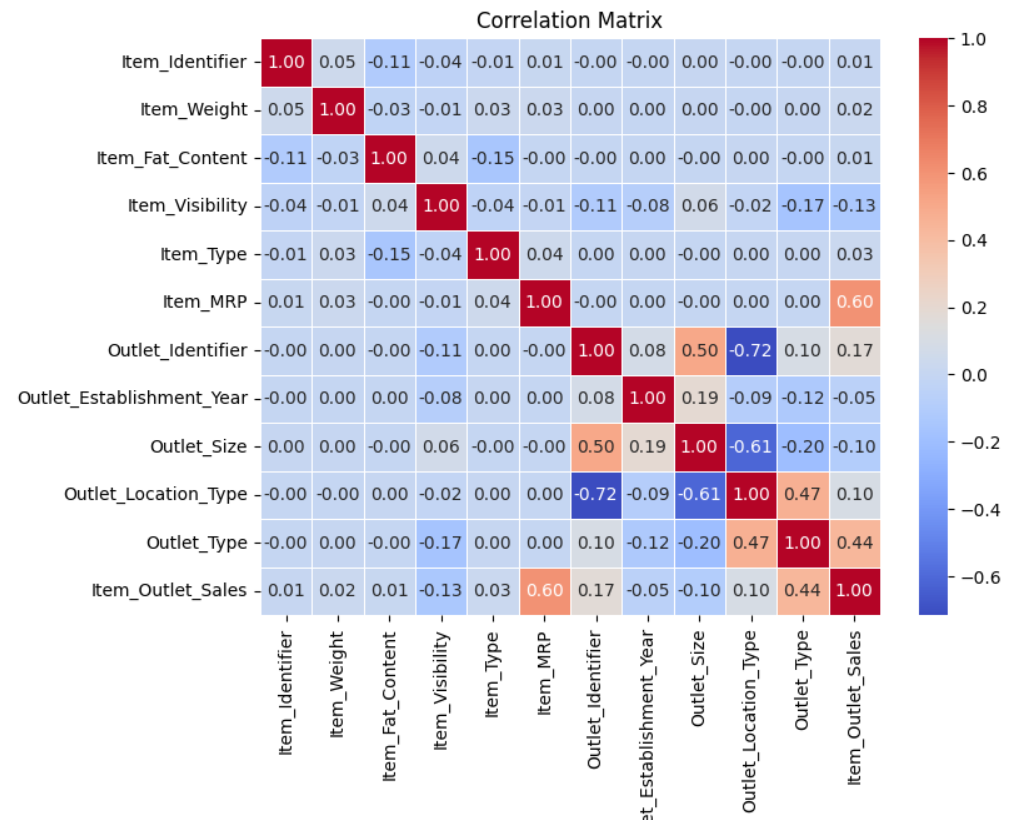 Correlation Matrix
Item_Identifier 1.00 0.05 -0.11 -0.04 -0.01 0.01 -0.00 -0.00 0.00 -0.00 -0.00 0.01
Item_Weight 0.05 1.00 -0.03 -0.01 0.03 0.03 0.00 0.00 0.00 -0.00 0.00 0.02
Item_Fat_Content -0.11 -0.03 1.00 0.04 -0.15 -0.00 -0.00 0.00 -0.00 0.00 -0.00 0.01
Item_Visibility -0.04 -0.01 0.04 1.00 -0.04 -0.01 -0.11 -0.08 0.06 -0.02 -0.17 -0.13
Item_Type -0.01 0.03 -0.15 -0.04 1.00 0.04 0.00 0.00 -0.00 0.00 0.00 0.03
Item_MRP 0.01 0.03 -0.00 -0.01 0.04 1.00 -0.00 0.00 -0.00 0.00 0.00 0.60
Outlet_Identifier -0.00 0.00 -0.00 -0.11 0.00 -0.00 1.00 0.08 0.50 -0.72 0.10 0.17
Outlet_Establishment_Year -0.00 0.00 0.00 -0.08 0.00 0.00 0.08 1.00 0.19 -0.09 -0.12 -0.05
Outlet_Size 0.00 0.00 -0.00 0.06 -0.00 -0.00 0.50 0.19 1.00 -0.61 -0.20 -0.10
Outlet_Location_Type -0.00 -0.00 0.00 -0.02 0.00 0.00 -0.72 -0.09 -0.61 1.00 0.47 0.10
Outlet_Type -0.00 0.00 -0.00 -0.17 0.00 0.00 0.10 -0.12 -0.20 0.47 1.00 0.44
Item_Outlet_Sales 0.01 0.02 0.01 -0.13 0.03 0.60 0.17 -0.05 -0.10 0.10 0.44 1.00
Item_Identifier
Item_Weight
Item_Fat_Content
Item_Visibility
Item_Type
Item_MRP
Outlet_Identifier
et_Establishment_Year
Outlet_Size
Outlet_Location_Type
Outlet_Type
Item_Outlet_Sales
1.0
0.8
0.6
0.4
0.2
0.0
−0.2
−0.4
−0.6